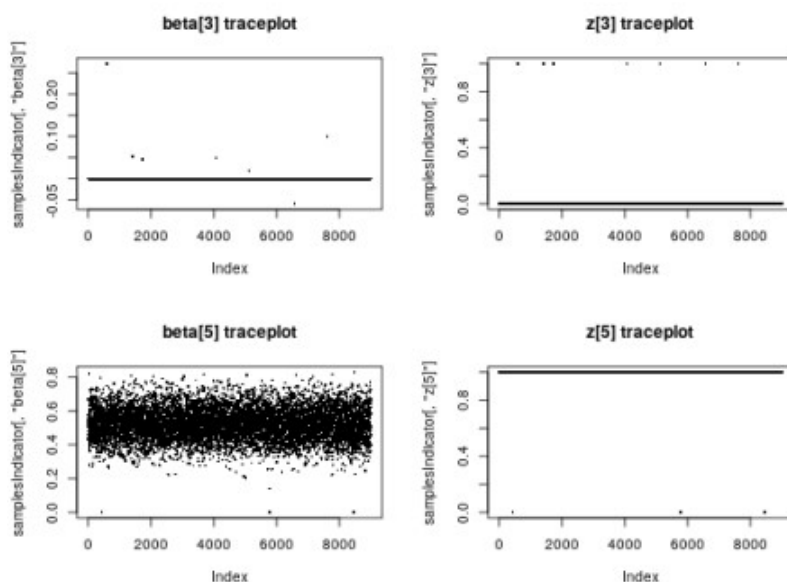 beta[3] traceplot
samplesIndicator[, "beta[3]"]
-0.05
0.10
0.20
0 2000 4000 6000 8000
Index
z[3] traceplot
samplesIndicator[, "z[3]"]
0.0
0.4
0.8
0 2000 4000 6000 8000
Index
beta[5] traceplot
samplesIndicator[, "beta[5]"]
0.0
0.2
0.4
0.6
0.8
0 2000 4000 6000 8000
Index
z[5] traceplot
samplesIndicator[, "z[5]"]
0.0
0.4
0.8
0 2000 4000 6000 8000
Index